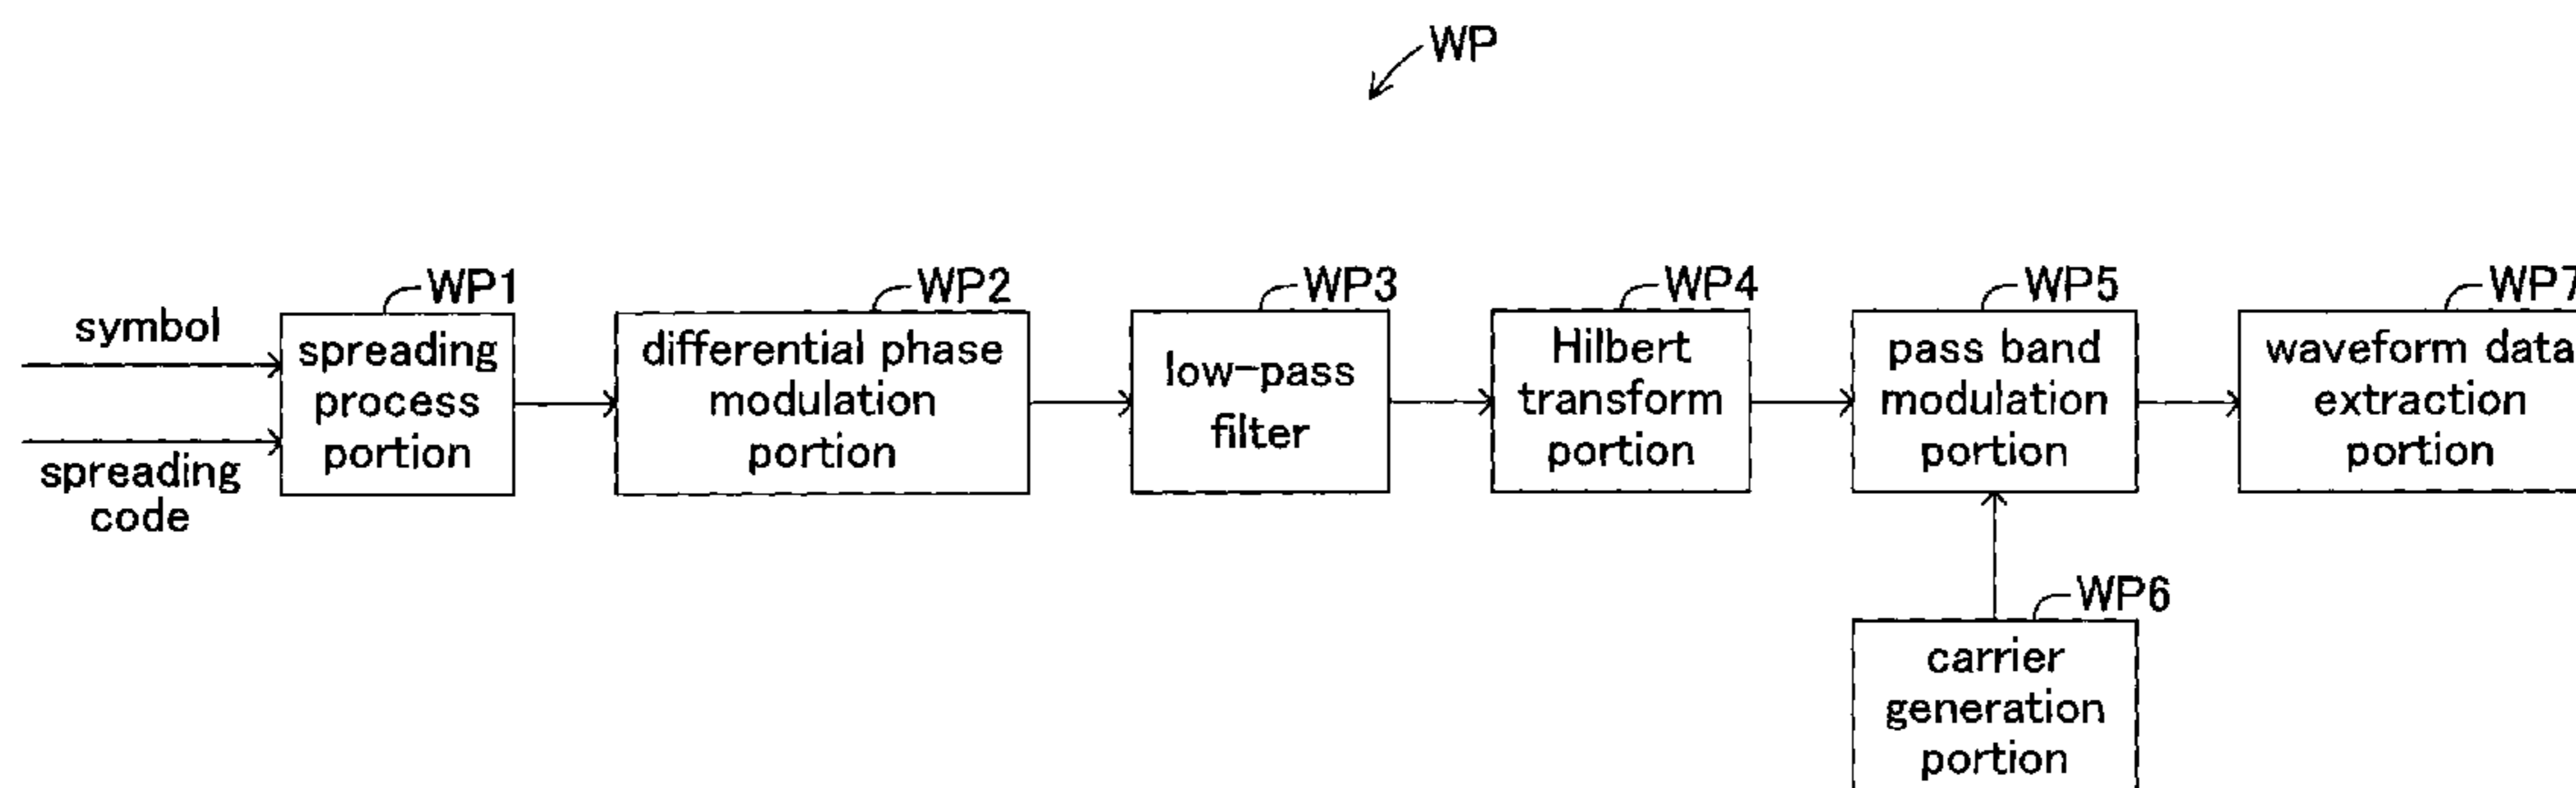 WP
symbol
spreading
code
WP1
spreading
process
portion
WP2
differential phase
modulation
portion
WP3
low-pass
filter
WP4
Hilbert
transform
portion
WP5
pass band
modulation
portion
WP7
waveform data
extraction
portion
WP6
carrier
generation
portion